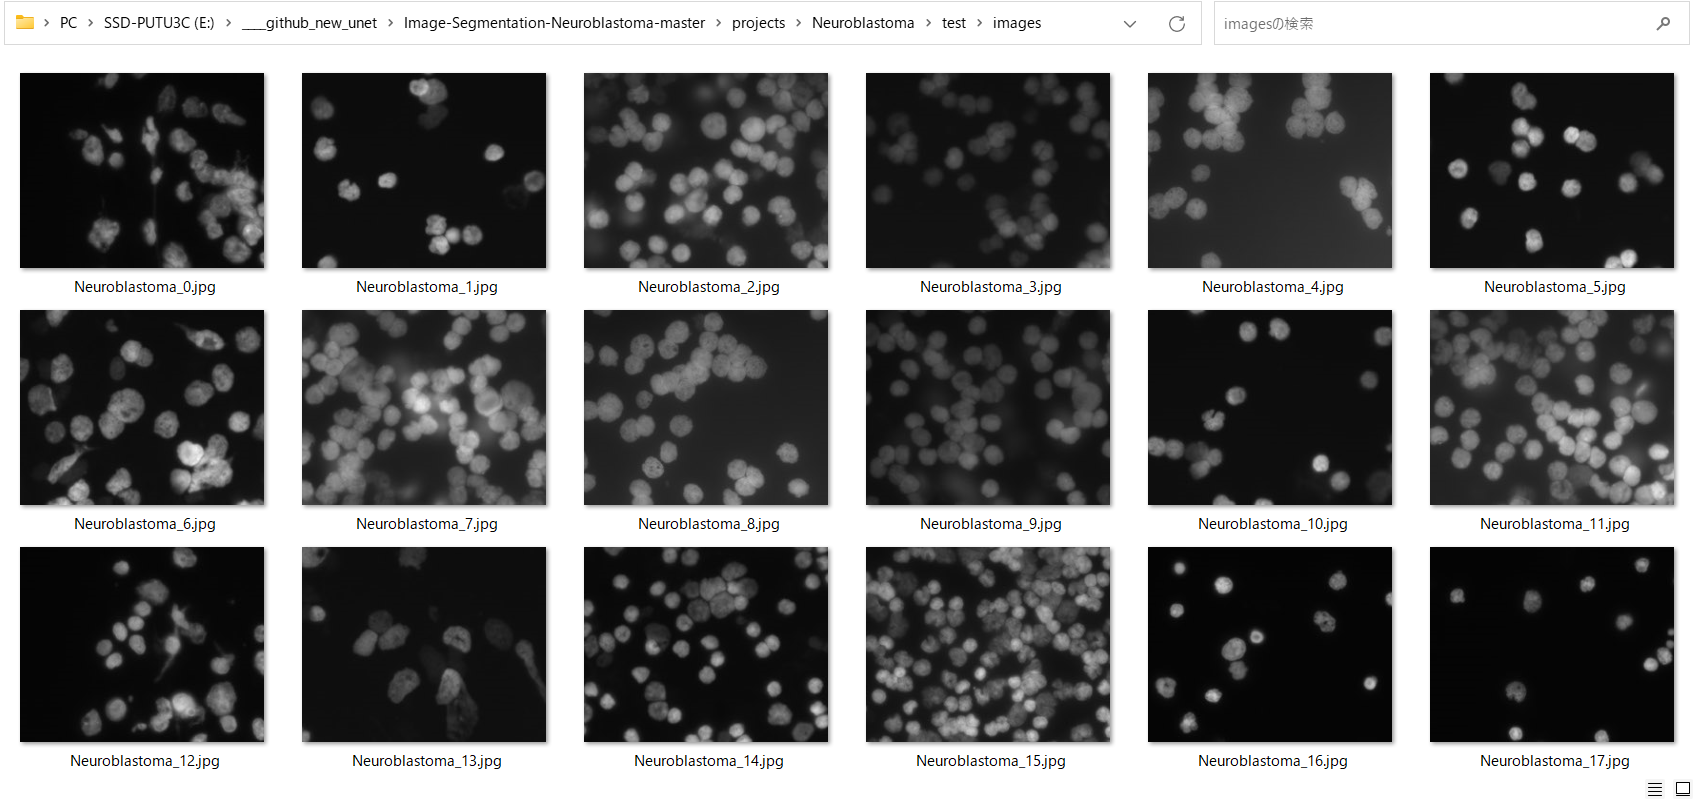 PC > SSD-PUTU3C (E:) > ___github_new_unet > Image-Segmentation-Neuroblastoma-master > projects > Neuroblastoma > test > images
imagesの検索
Neuroblastoma_0.jpg
Neuroblastoma_1.jpg
Neuroblastoma_2.jpg
Neuroblastoma_3.jpg
Neuroblastoma_4.jpg
Neuroblastoma_5.jpg
Neuroblastoma_6.jpg
Neuroblastoma_7.jpg
Neuroblastoma_8.jpg
Neuroblastoma_9.jpg
Neuroblastoma_10.jpg
Neuroblastoma_11.jpg
Neuroblastoma_12.jpg
Neuroblastoma_13.jpg
Neuroblastoma_14.jpg
Neuroblastoma_15.jpg
Neuroblastoma_16.jpg
Neuroblastoma_17.jpg